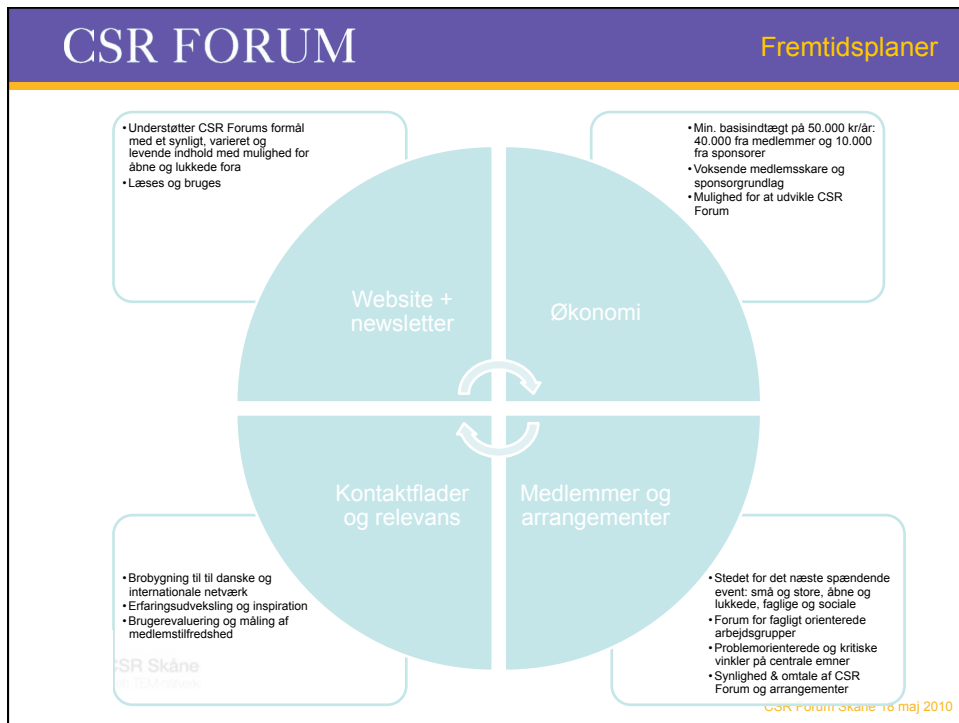 CSR FORUM
Fremtidsplaner
• Understøtter CSR Forums formål
med et synligt, varieret og
levende indhold med mulighed for
åbne og lukkede fora
• Læses og bruges
• Min. basisindtægt på 50.000 kr/år:
40.000 fra medlemmer og 10.000
fra sponsorer
• Voksende medlemsskare og
sponsorgrundlag
• Mulighed for at udvikle CSR
Forum
Website +
newsletter
Økonomi
Kontaktflader
og relevans
Medlemmer og
arrangementer
• Brobygning til til danske og
internationale netværk
• Erfaringsudveksling og inspiration
• Brugerevaluering og måling af
medlemstilfredshed
• Stedet for det næste spændende
event: små og store, åbne og
lukkede, faglige og sociale
• Forum for fagligt orienterede
arbejdsgrupper
• Problemorienterede og kritiske
vinkler på centrale emner
• Synlighed & omtale af CSR
Forum og arrangementer
CSR Skåne
CSR Forum Skåne 18 maj 2010